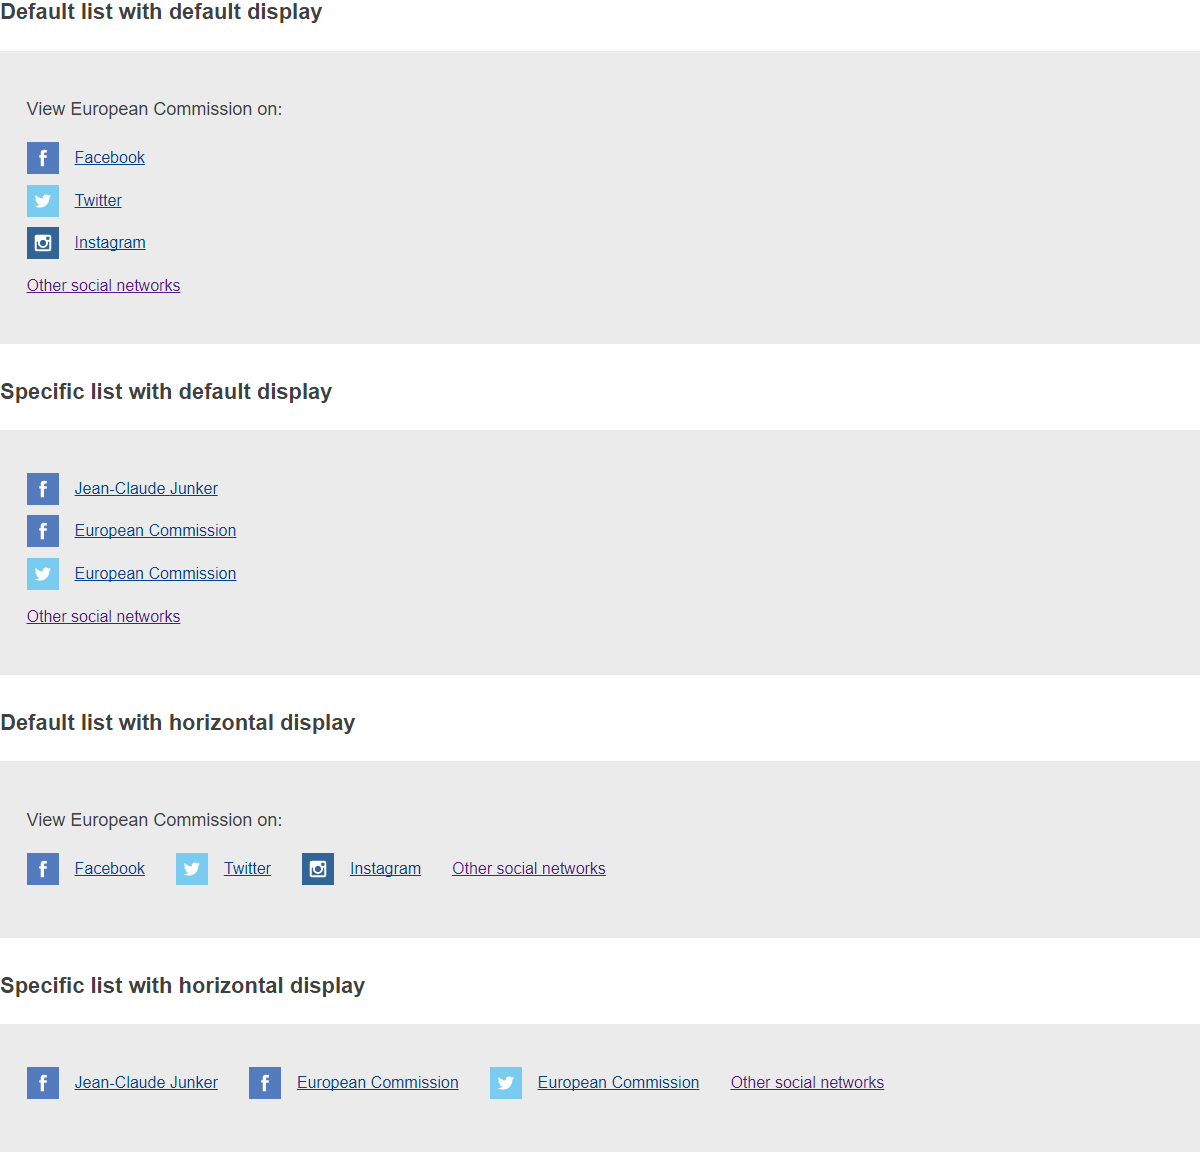 Default list with default display
View European Commission on:
Facebook
Twitter
Instagram
Other social networks
Specific list with default display
Jean-Claude Junker
European Commission
European Commission
Other social networks
Default list with horizontal display
View European Commission on:
Facebook Twitter Instagram Other social networks
Specific list with horizontal display
Jean-Claude Junker European Commission European Commission Other social networks